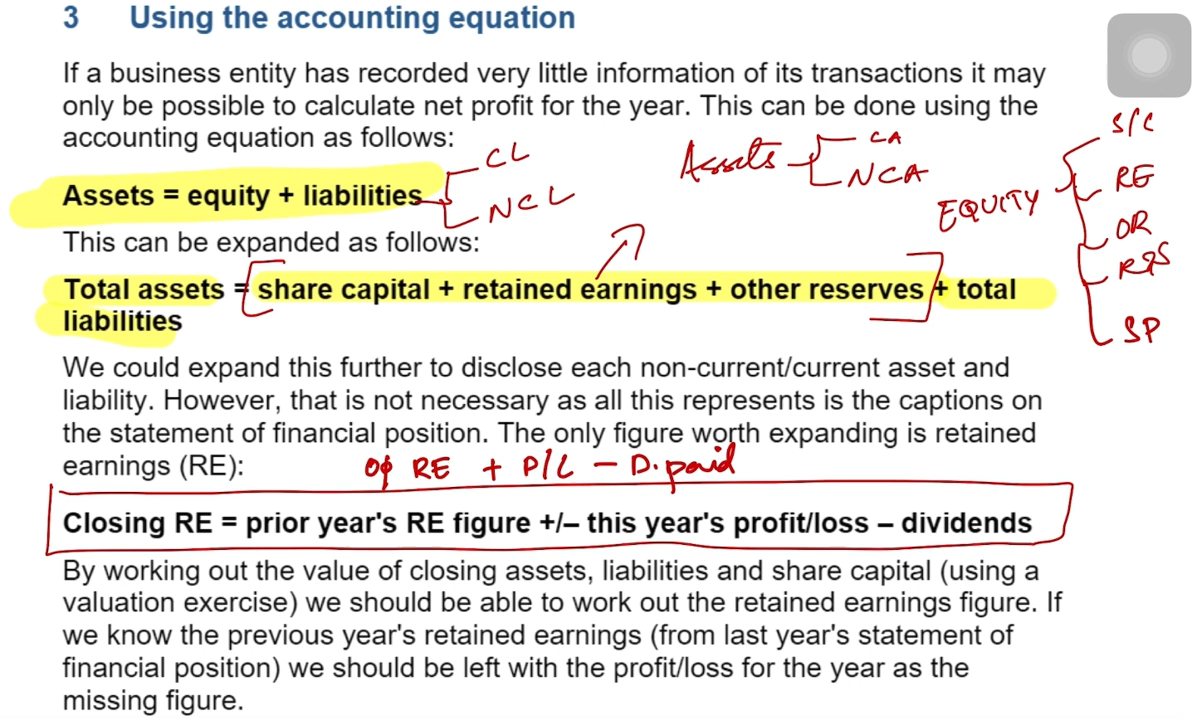 3 Using the accounting equation
If a business entity has recorded very little information of its transactions it may
only be possible to calculate net profit for the year. This can be done using the
accounting equation as follows:
Assets = equity + liabilities
CL
NCL
Assets
CA
NCA
EQUITY
S/C
RE
OR
SP
This can be expanded as follows:
Total assets = share capital + retained earnings + other reserves + total
liabilities
We could expand this further to disclose each non-current/current asset and
liability. However, that is not necessary as all this represents is the captions on
the statement of financial position. The only figure worth expanding is retained
earnings (RE):
op RE + P/L – D. paid
Closing RE = prior year's RE figure +/– this year's profit/loss – dividends
By working out the value of closing assets, liabilities and share capital (using a
valuation exercise) we should be able to work out the retained earnings figure. If
we know the previous year's retained earnings (from last year's statement of
financial position) we should be left with the profit/loss for the year as the
missing figure.